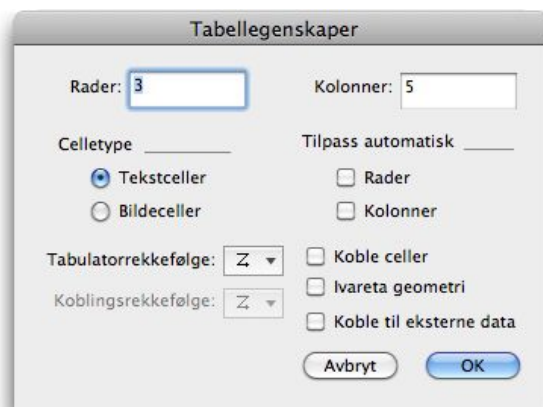 Tabellegenskaper
Rader: 3 Kolonner: 5
Celletype Tilpass automatisk
Tekstceller Rader
Bildeceller Kolonner
Tabulatorrekkefølge: Koble celler
Koblingsrekkefølge: Ivareta geometri
Koble til eksterne data
Avbryt OK